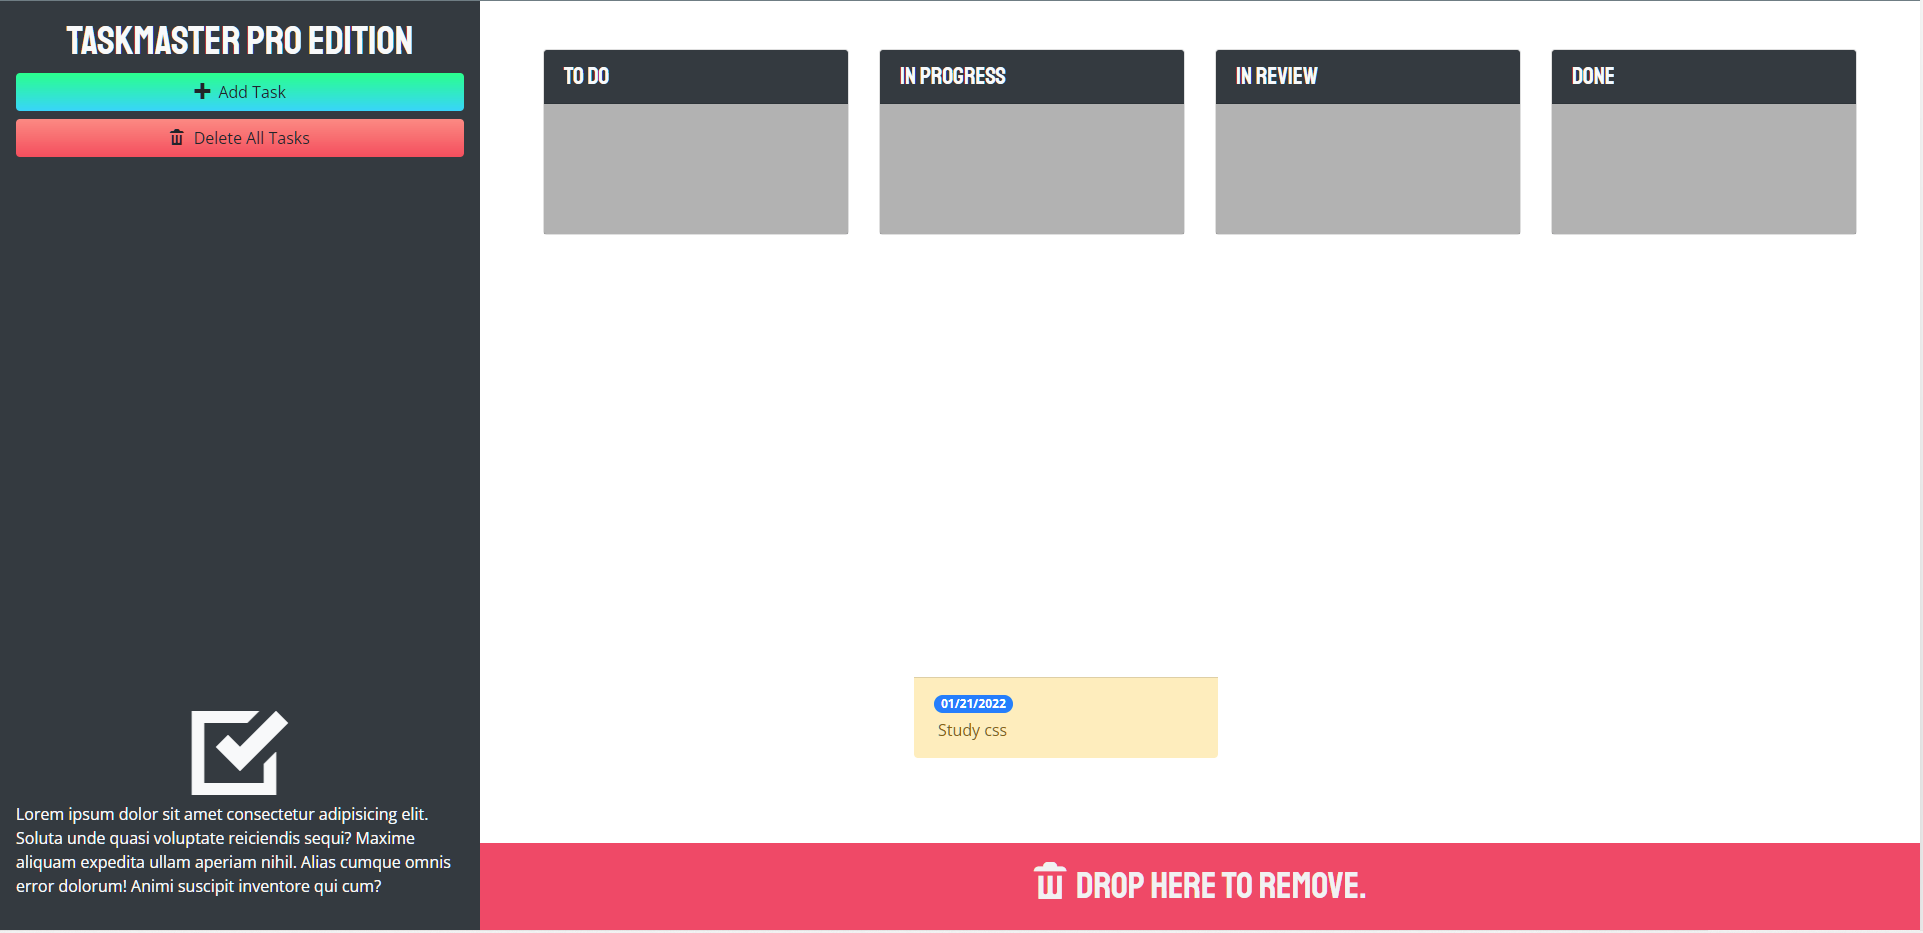 TASKMASTER PRO EDITION
Add Task
Delete All Tasks
Lorem ipsum dolor sit amet consectetur adipisicing elit.
Soluta unde quasi voluptate reiciendis sequi? Maxime
aliquam expedita ullam aperiam nihil. Alias cumque omnis
error dolorum! Animi suscipit inventore qui cum?
TO DO
IN PROGRESS
IN REVIEW
DONE
01/21/2022
Study css
DROP HERE TO REMOVE.